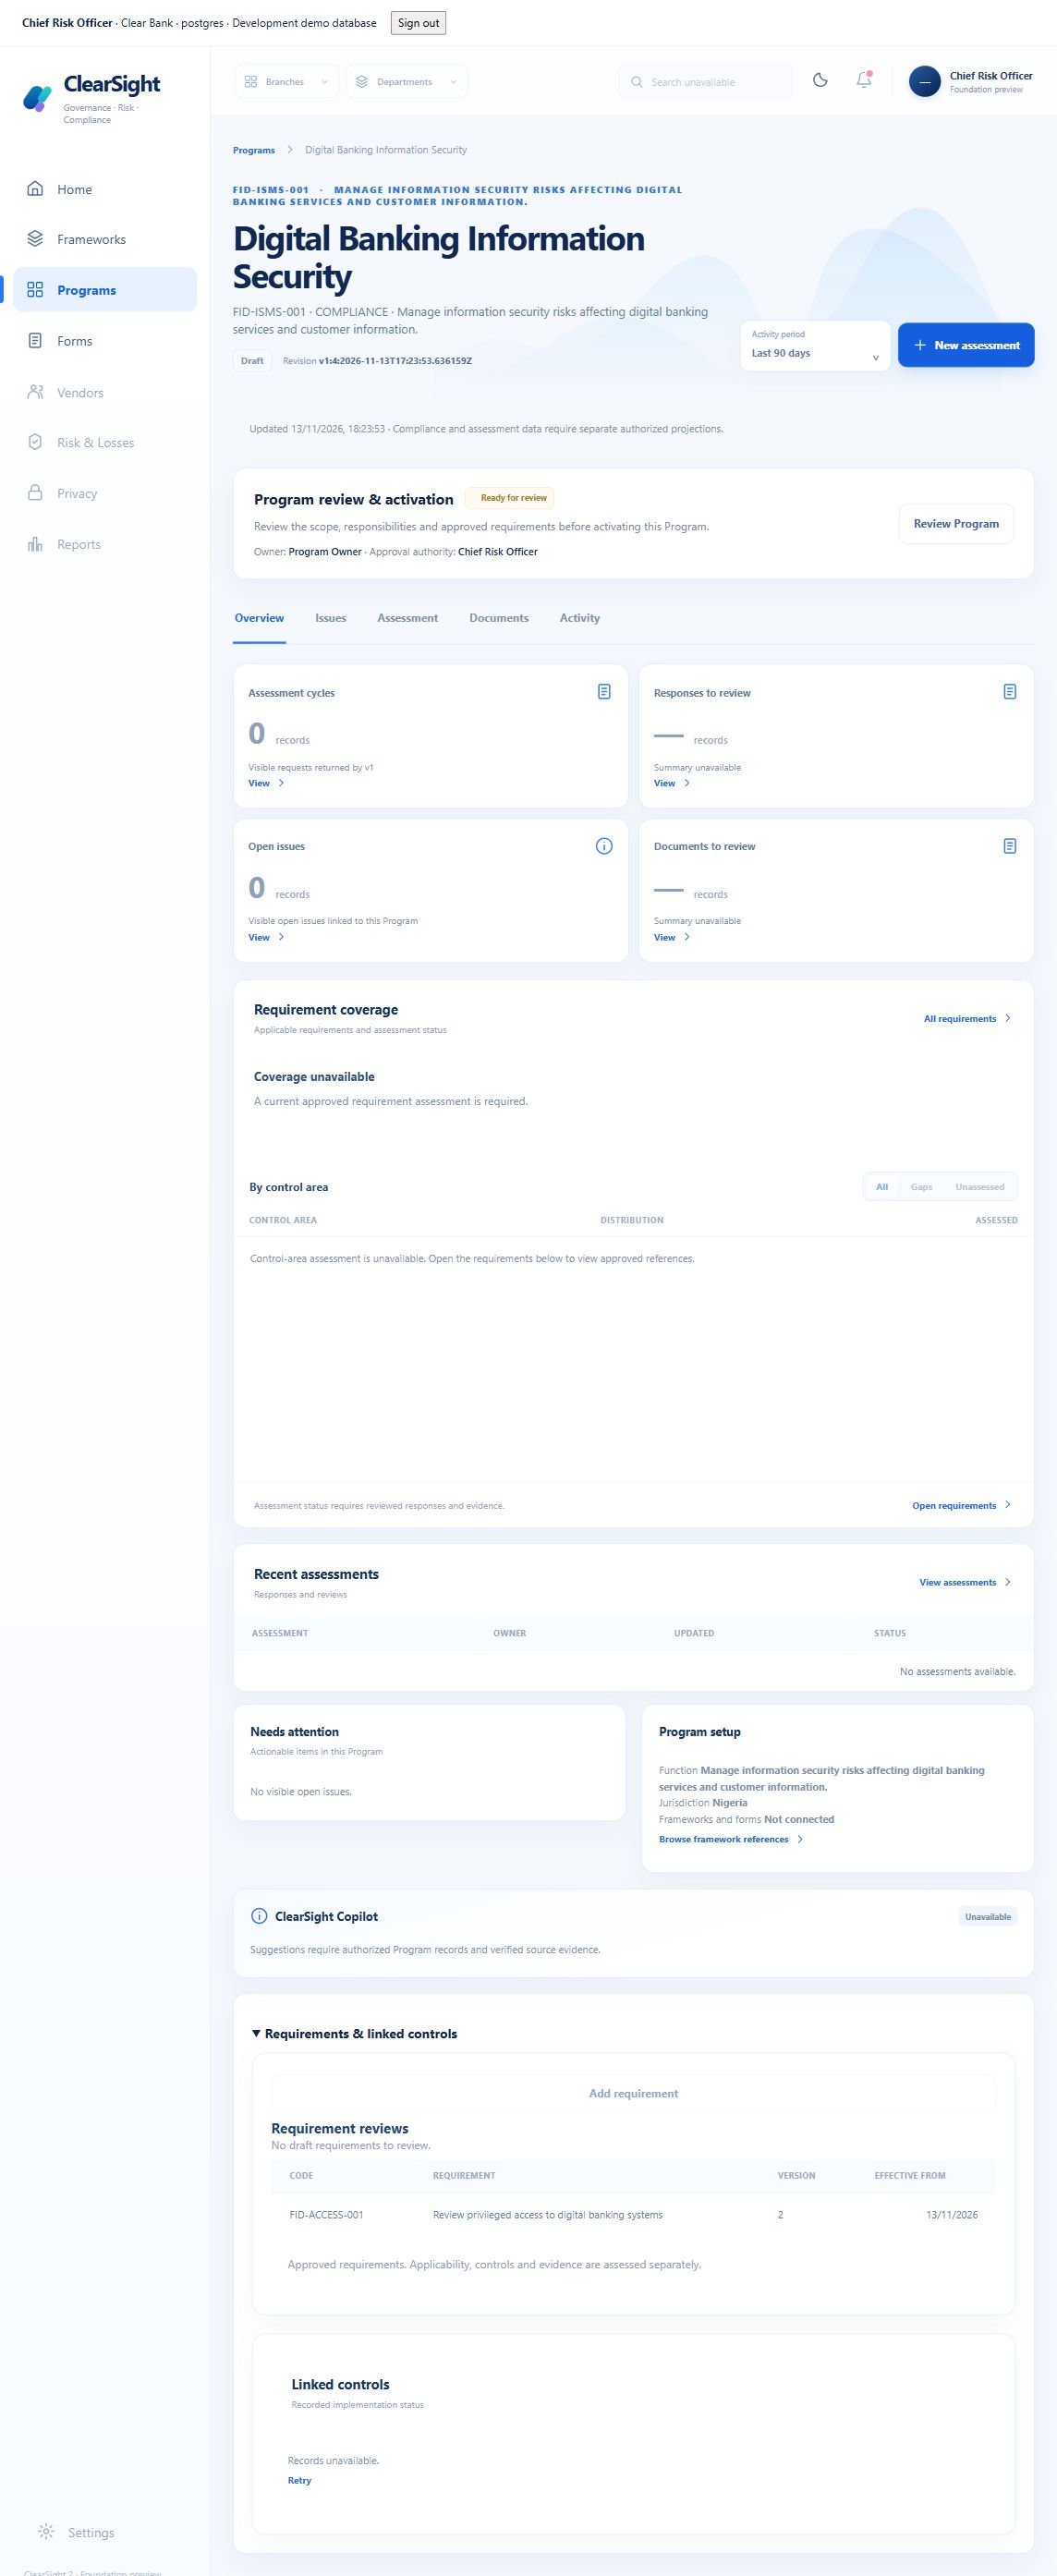 Chief Risk Officer · Clear Bank · postgres · Development demo database
Sign out
ClearSight
Governance · Risk ·
Compliance
Branches
Departments
Search unavailable
Chief Risk Officer
Foundation preview
Home
Frameworks
Programs
Forms
Vendors
Risk & Losses
Privacy
Reports
Settings
ClearSight 2 · Foundation preview
Programs
Digital Banking Information Security
FID-ISMS-001 · MANAGE INFORMATION SECURITY RISKS AFFECTING DIGITAL
BANKING SERVICES AND CUSTOMER INFORMATION.
Digital Banking Information
Security
FID-ISMS-001 · COMPLIANCE · Manage information security risks affecting digital banking
services and customer information.
Draft
Revision v1:4:2026-11-13T17:23:53.636159Z
Activity period
Last 90 days
New assessment
Updated 13/11/2026, 18:23:53 · Compliance and assessment data require separate authorized projections.
Program review & activation
Ready for review
Review the scope, responsibilities and approved requirements before activating this Program.
Owner: Program Owner · Approval authority: Chief Risk Officer
Review Program
Overview
Issues
Assessment
Documents
Activity
Assessment cycles
0 records
Visible requests returned by v1
View
Responses to review
— records
Summary unavailable
View
Open issues
0 records
Visible open issues linked to this Program
View
Documents to review
— records
Summary unavailable
View
Requirement coverage
Applicable requirements and assessment status
All requirements
Coverage unavailable
A current approved requirement assessment is required.
By control area
All
Gaps
Unassessed
CONTROL AREA
DISTRIBUTION
ASSESSED
Control-area assessment is unavailable. Open the requirements below to view approved references.
Assessment status requires reviewed responses and evidence.
Open requirements
Recent assessments
Responses and reviews
View assessments
ASSESSMENT
OWNER
UPDATED
STATUS
No assessments available.
Needs attention
Actionable items in this Program
No visible open issues.
Program setup
Function Manage information security risks affecting digital banking
services and customer information.
Jurisdiction Nigeria
Frameworks and forms Not connected
Browse framework references
ClearSight Copilot
Unavailable
Suggestions require authorized Program records and verified source evidence.
Requirements & linked controls
Add requirement
Requirement reviews
No draft requirements to review.
CODE
REQUIREMENT
VERSION
EFFECTIVE FROM
FID-ACCESS-001
Review privileged access to digital banking systems
2
13/11/2026
Approved requirements. Applicability, controls and evidence are assessed separately.
Linked controls
Recorded implementation status
Records unavailable.
Retry